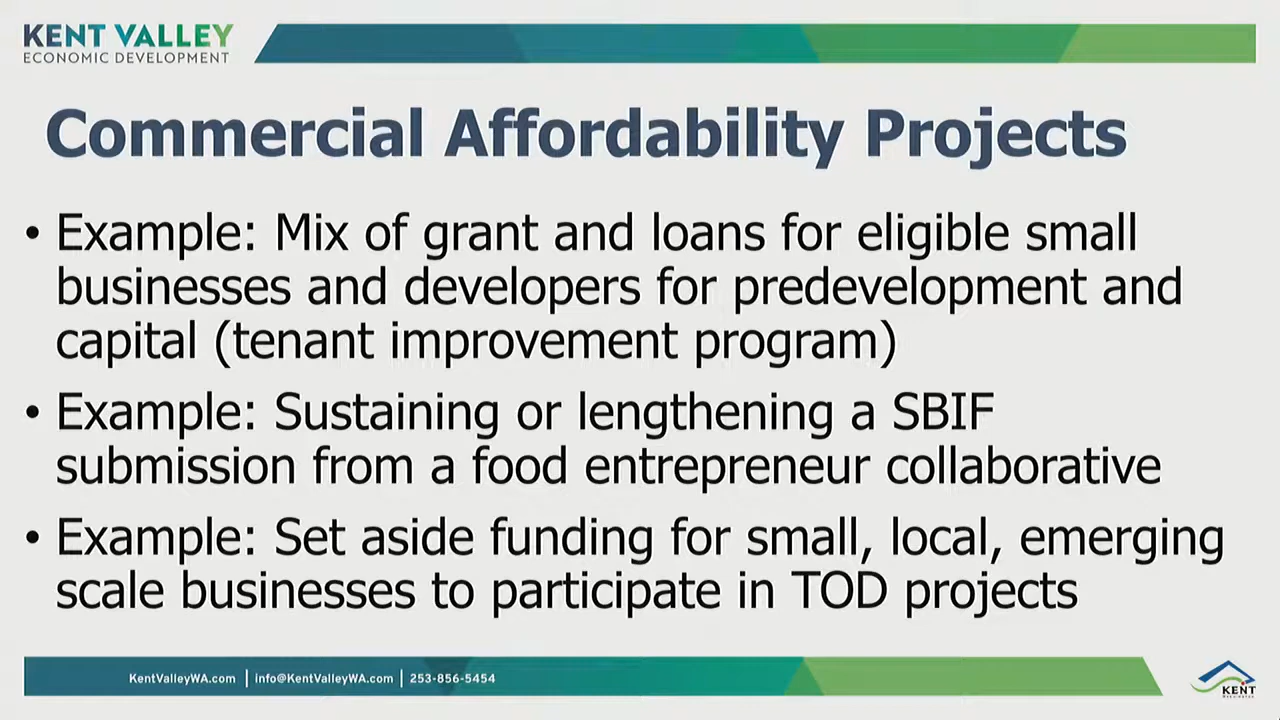 KENT VALLEY
ECONOMIC DEVELOPMENT
Commercial Affordability Projects
• Example: Mix of grant and loans for eligible small
businesses and developers for predevelopment and
capital (tenant improvement program)
• Example: Sustaining or lengthening a SBIF
submission from a food entrepreneur collaborative
• Example: Set aside funding for small, local, emerging
scale businesses to participate in TOD projects
KentValleyWA.com | info@KentValleyWA.com | 253-856-5454
KENT